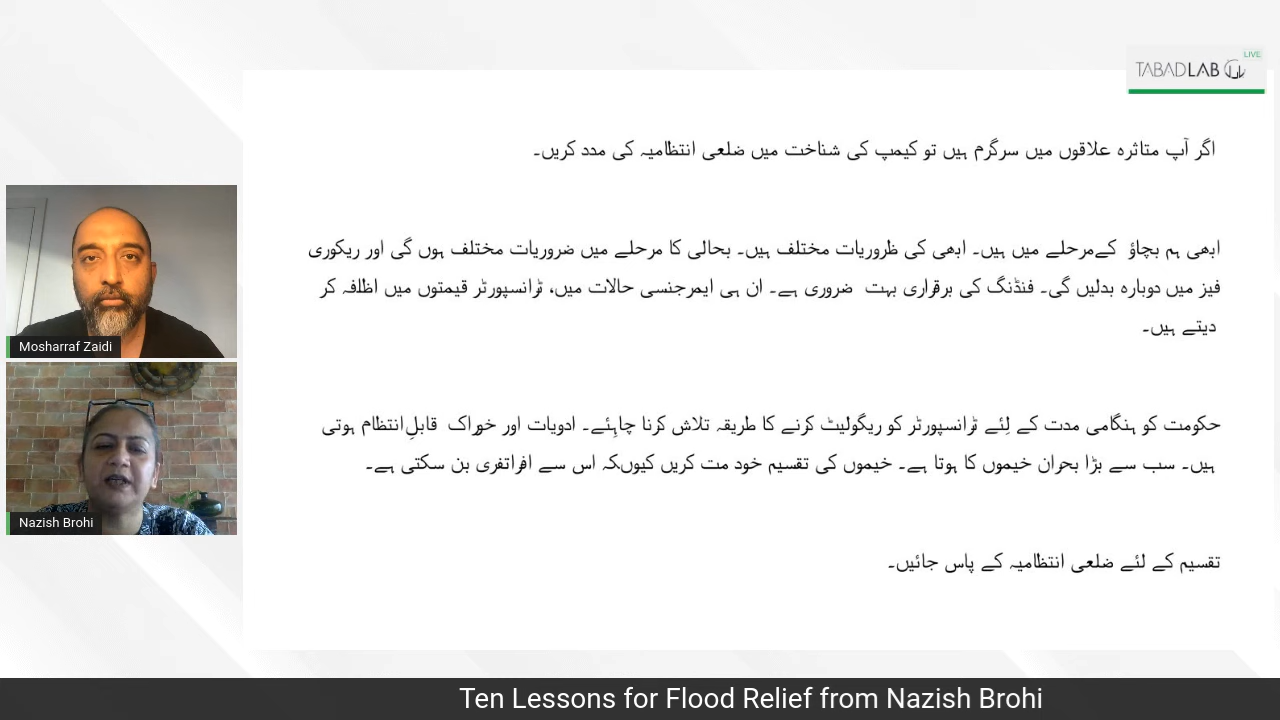 LIVE
TABADLAB
اگر آپ متاثرہ علاقوں میں سرگرم ہیں تو کیمپ کی شناخت میں ضلعی انتظامیہ کی مدد کریں۔
ابھی ہم بچاؤ کےمرحلے میں ہیں۔ ابھی کی ظروریات مختلف ہیں۔ بحالی کا مرحلے میں ضروریات مختلف ہوں گی اور ریکوری
فیز میں دوبارہ بدلیں گی۔ فنڈنگ کی برقراری بہت ضروری ہے۔ ان ہی ایمرجنسی حالات میں، ٹرانسپورٹر قیمتوں میں اظلفہ کر
دیتے ہیں۔
حکومت کو ہنگامی مدت کے لِئے ٹرانسپورٹر کو ریگولیٹ کرنے کا طریقہ تلاش کرنا چاہِئے۔ ادویات اور خوراک قابلِ‌انتظام ہوتی
ہیں۔ سب سے بڑا بحران خیموں کا ہوتا ہے۔ خیموں کی تقسیم خود مت کریں کیوں‌کہ اس سے افراتفری بن سکتی ہے۔
تقسیم کے لئے ضلعی انتظامیہ کے پاس جائیں۔
Mosharraf Zaidi
Nazish Brohi
Ten Lessons for Flood Relief from Nazish Brohi